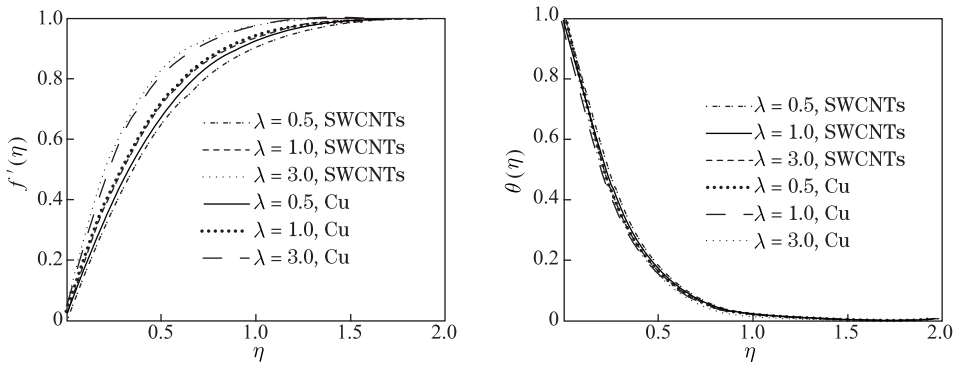 1.0
0.8
0.6
0.4
0.2
0
f ′(η)
0.5
1.0
1.5
2.0
η
λ = 0.5, SWCNTs
λ = 1.0, SWCNTs
λ = 3.0, SWCNTs
λ = 0.5, Cu
λ = 1.0, Cu
λ = 3.0, Cu
1.0
0.8
0.6
0.4
0.2
0
θ (η)
0.5
1.0
1.5
2.0
η
λ = 0.5, SWCNTs
λ = 1.0, SWCNTs
λ = 3.0, SWCNTs
λ = 0.5, Cu
λ = 1.0, Cu
λ = 3.0, Cu